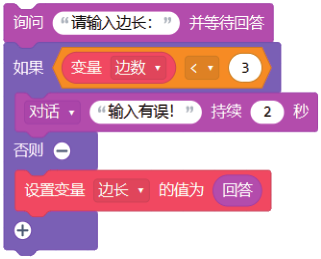 询问 “请输入边长：” 并等待回答
如果 变量 边数 < 3
对话 “输入有误！” 持续 2 秒
否则
设置变量 边长 的值为 回答